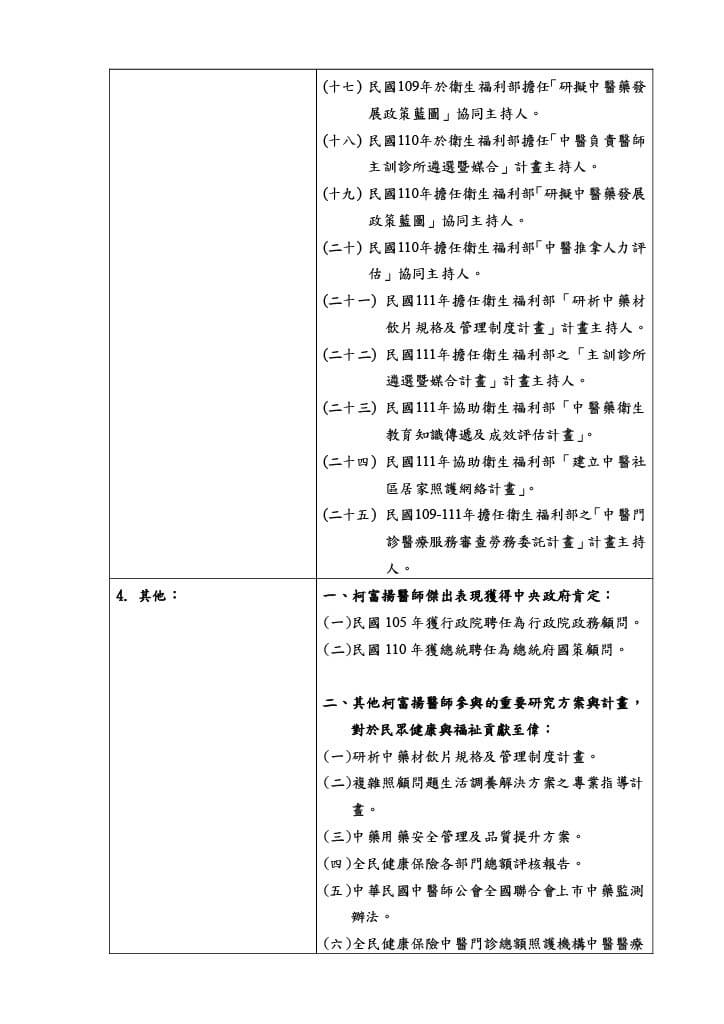 (十七) 民國109年於衛生福利部擔任「研擬中醫藥發
展政策藍圖」協同主持人。
(十八) 民國110年於衛生福利部擔任「中醫負責醫師
主訓診所遴選暨媒合」計畫主持人。
(十九) 民國110年擔任衛生福利部「研擬中醫藥發展
政策藍圖」協同主持人。
(二十) 民國110年擔任衛生福利部「中醫推拿人力評
估」協同主持人。
(二十一) 民國111年擔任衛生福利部「研析中藥材
飲片規格及管理制度計畫」計畫主持人。
(二十二) 民國111年擔任衛生福利部之「主訓診所
遴選暨媒合計畫」計畫主持人。
(二十三) 民國111年協助衛生福利部「中醫藥衛生
教育知識傳遞及成效評估計畫」。
(二十四) 民國111年協助衛生福利部「建立中醫社
區居家照護網絡計畫」。
(二十五) 民國109-111年擔任衛生福利部之「中醫門
診醫療服務審查勞務委託計畫」計畫主持
人。
4. 其他：
一、柯富揚醫師傑出表現獲得中央政府肯定：
(一)民國 105 年獲行政院聘任為行政院政務顧問。
(二)民國 110 年獲總統聘任為總統府國策顧問。
二、其他柯富揚醫師參與的重要研究方案與計畫，
對於民眾健康與福祉貢獻至偉：
(一)研析中藥材飲片規格及管理制度計畫。
(二)複雜照顧問題生活調養解決方案之專業指導計
畫。
(三)中藥用藥安全管理及品質提升方案。
(四)全民健康保險各部門總額評核報告。
(五)中華民國中醫師公會全國聯合會上市中藥監測
辦法。
(六)全民健康保險中醫門診總額照護機構中醫醫療